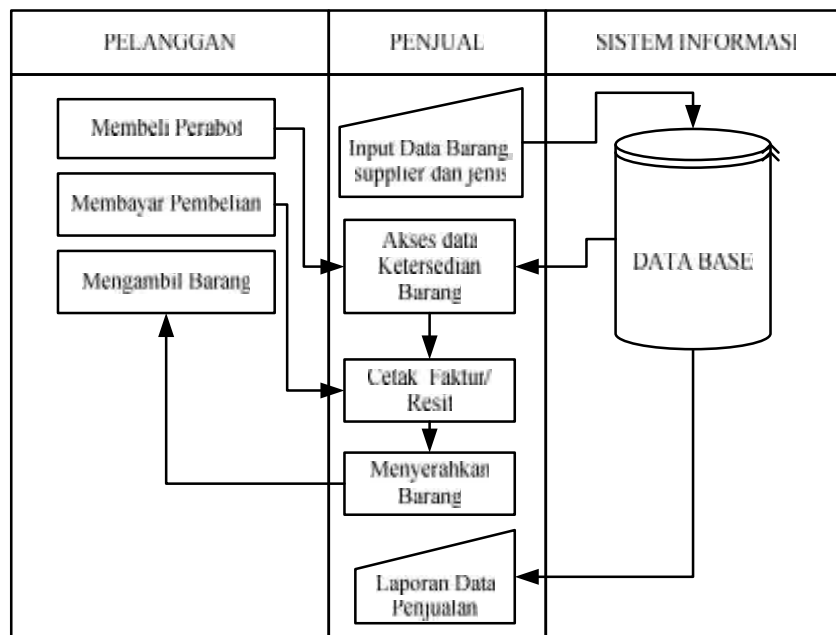 PELANGGAN
PENJUAL
SISTEM INFORMASI
Membeli Perabot
Membayar Pembelian
Mengambil Barang
Input Data Barang,
supplier dan jenis
Akses data
Ketersedian
Barang
Cetak Faktur/
Resit
Menyerahkan
Barang
Laporan Data
Penjualan
DATA BASE